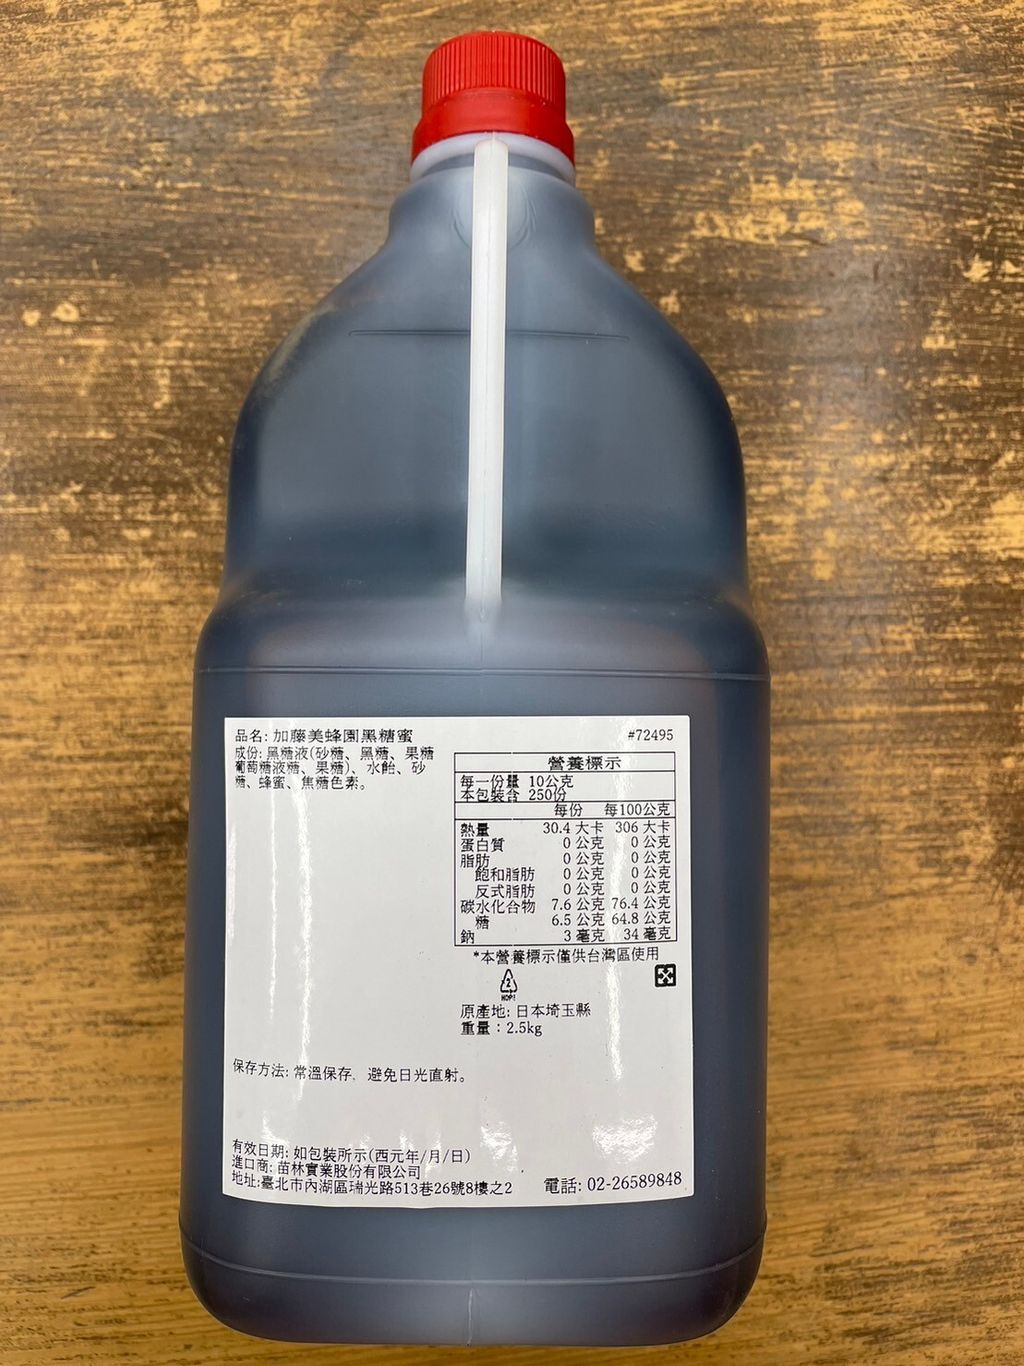 品名: 加藤美蜂園黑糖蜜
#72495
成份: 黑糖液(砂糖、黑糖、果糖
葡萄糖液糖、果糖)、水飴、砂
糖、蜂蜜、焦糖色素。
營養標示
每一份量 10公克
本包裝含 250份
每份 每100公克
熱量 30.4 大卡 306 大卡
蛋白質 0 公克 0 公克
脂肪 0 公克 0 公克
飽和脂肪 0 公克 0 公克
反式脂肪 0 公克 0 公克
碳水化合物 7.6 公克 76.4 公克
糖 6.5 公克 64.8 公克
鈉 3 毫克 34 毫克
*本營養標示僅供台灣區使用
2
HDPE
原產地: 日本埼玉縣
重量：2.5kg
保存方法: 常溫保存、避免日光直射。
有效日期: 如包裝所示(西元年/月/日)
進口商: 苗林實業股份有限公司
地址:臺北市內湖區瑞光路513巷26號8樓之2 電話: 02-26589848